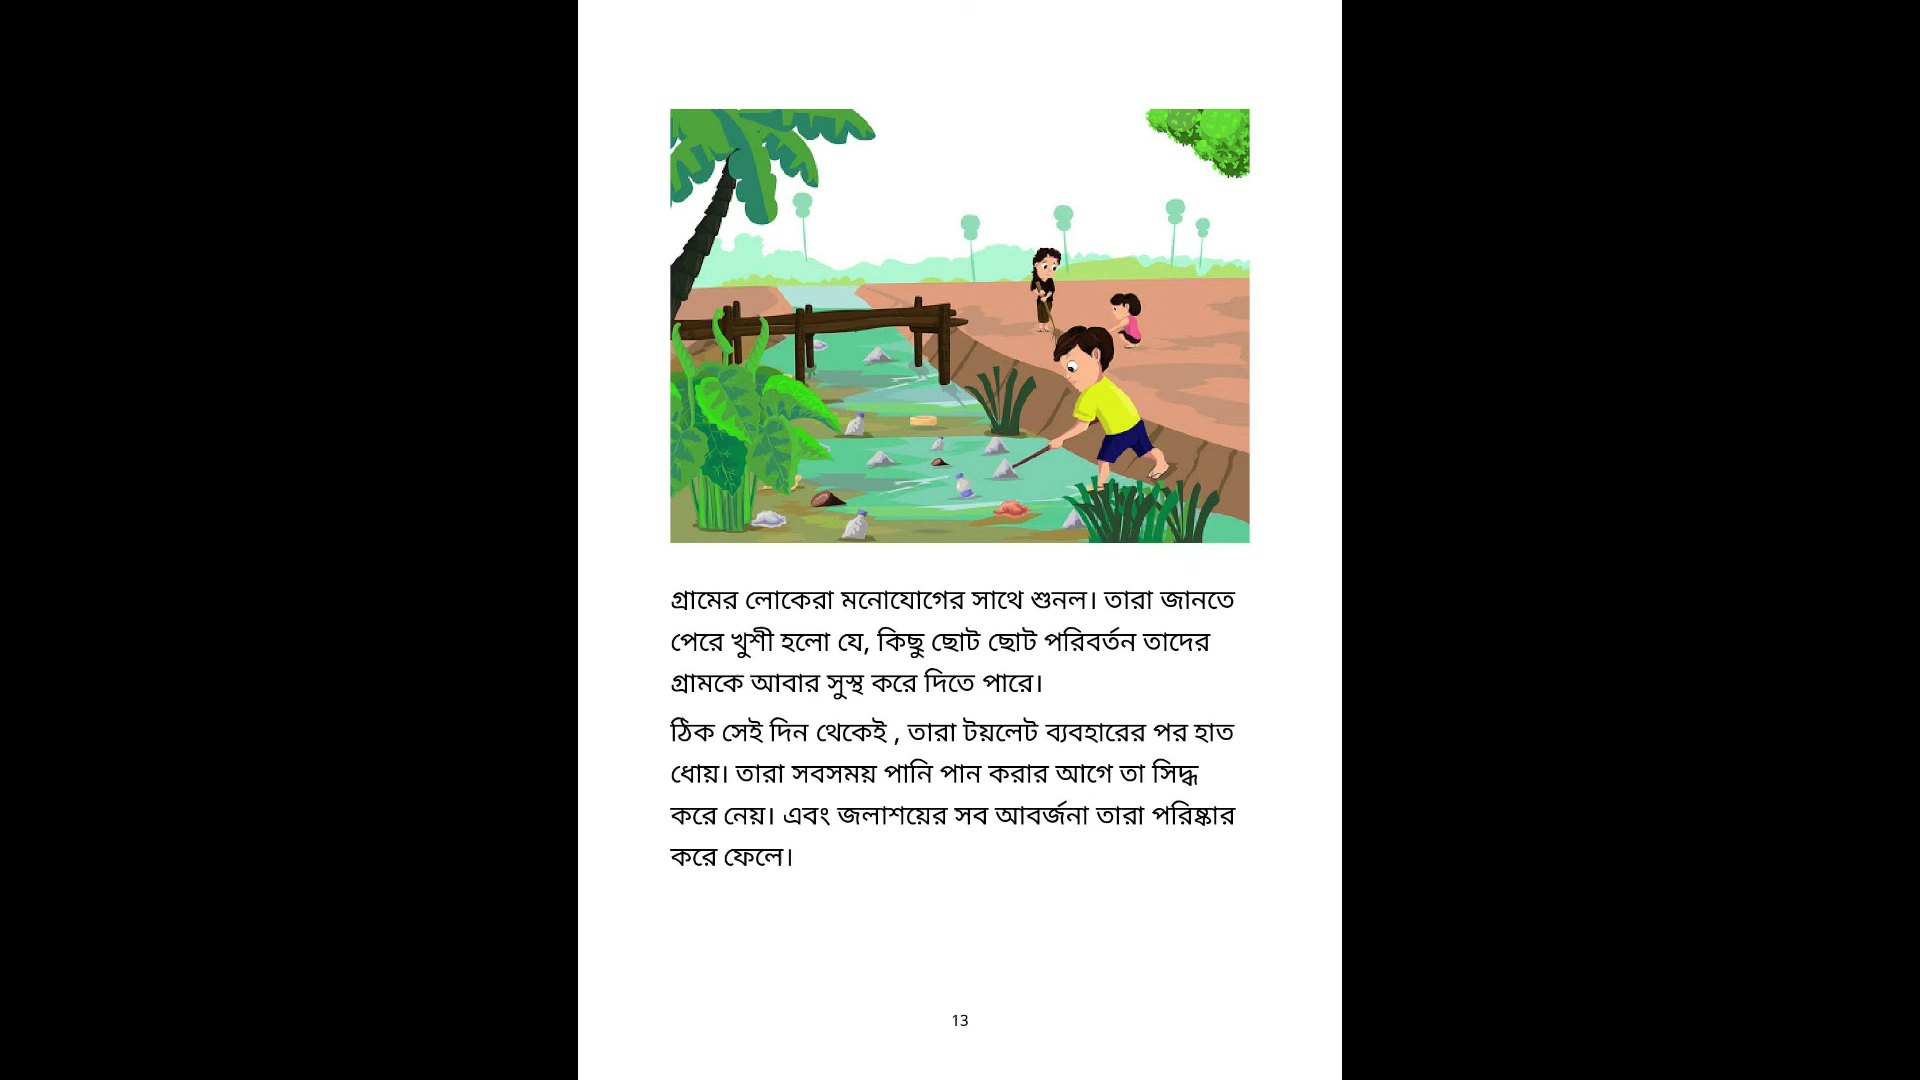 গ্রামের লোকেরা মনোযোগের সাথে শুনল। তারা জানতে
পেরে খুশী হলো যে, কিছু ছোট ছোট পরিবর্তন তাদের
গ্রামকে আবার সুস্থ করে দিতে পারে।
ঠিক সেই দিন থেকেই , তারা টয়লেট ব্যবহারের পর হাত
ধোয়। তারা সবসময় পানি পান করার আগে তা সিদ্ধ
করে নেয়। এবং জলাশয়ের সব আবর্জনা তারা পরিষ্কার
করে ফেলে।
13